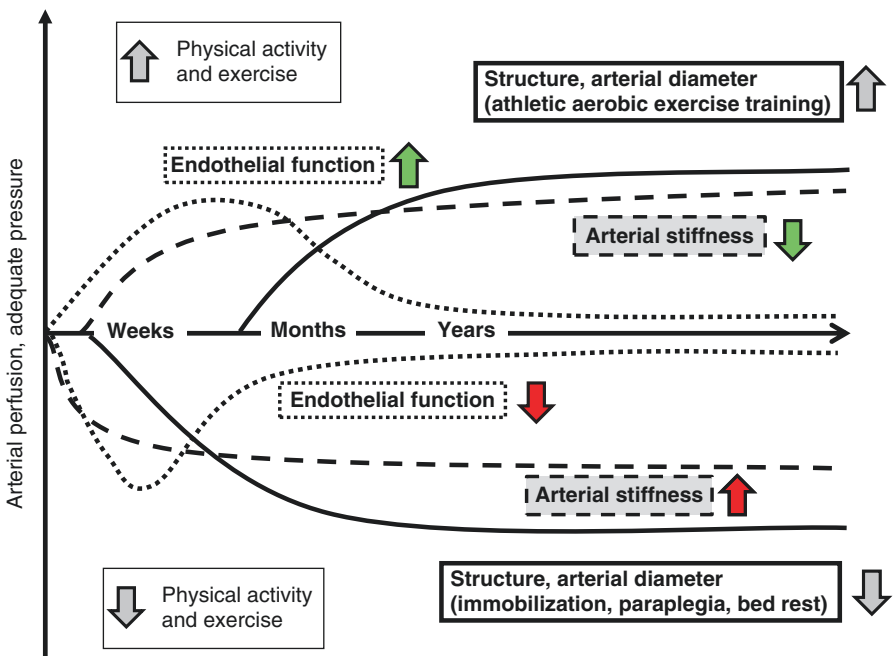 Physical activity
and exercise
Structure, arterial diameter
(athletic aerobic exercise training)
Endothelial function
Arterial stiffness
Arterial perfusion, adequate pressure
Weeks
Months
Years
Endothelial function
Arterial stiffness
Physical activity
and exercise
Structure, arterial diameter
(immobilization, paraplegia, bed rest)